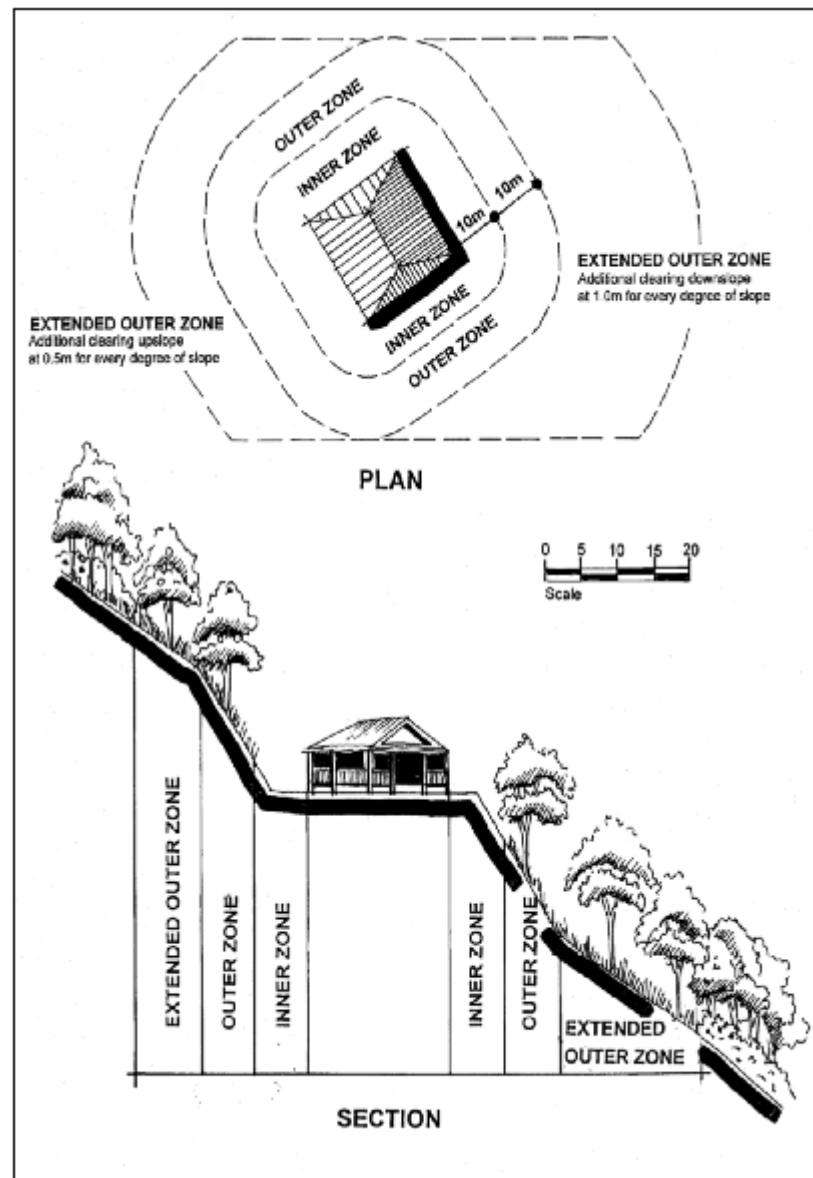 OUTER ZONE
INNER ZONE
10m
10m
EXTENDED OUTER ZONE
Additional clearing downslope
at 1.0m for every degree of slope
EXTENDED OUTER ZONE
Additional clearing upslope
at 0.5m for every degree of slope
INNER ZONE
OUTER ZONE
PLAN
0 5 10 15 20
Scale
EXTENDED OUTER ZONE
OUTER ZONE
INNER ZONE
INNER ZONE
OUTER ZONE
EXTENDED
OUTER ZONE
SECTION